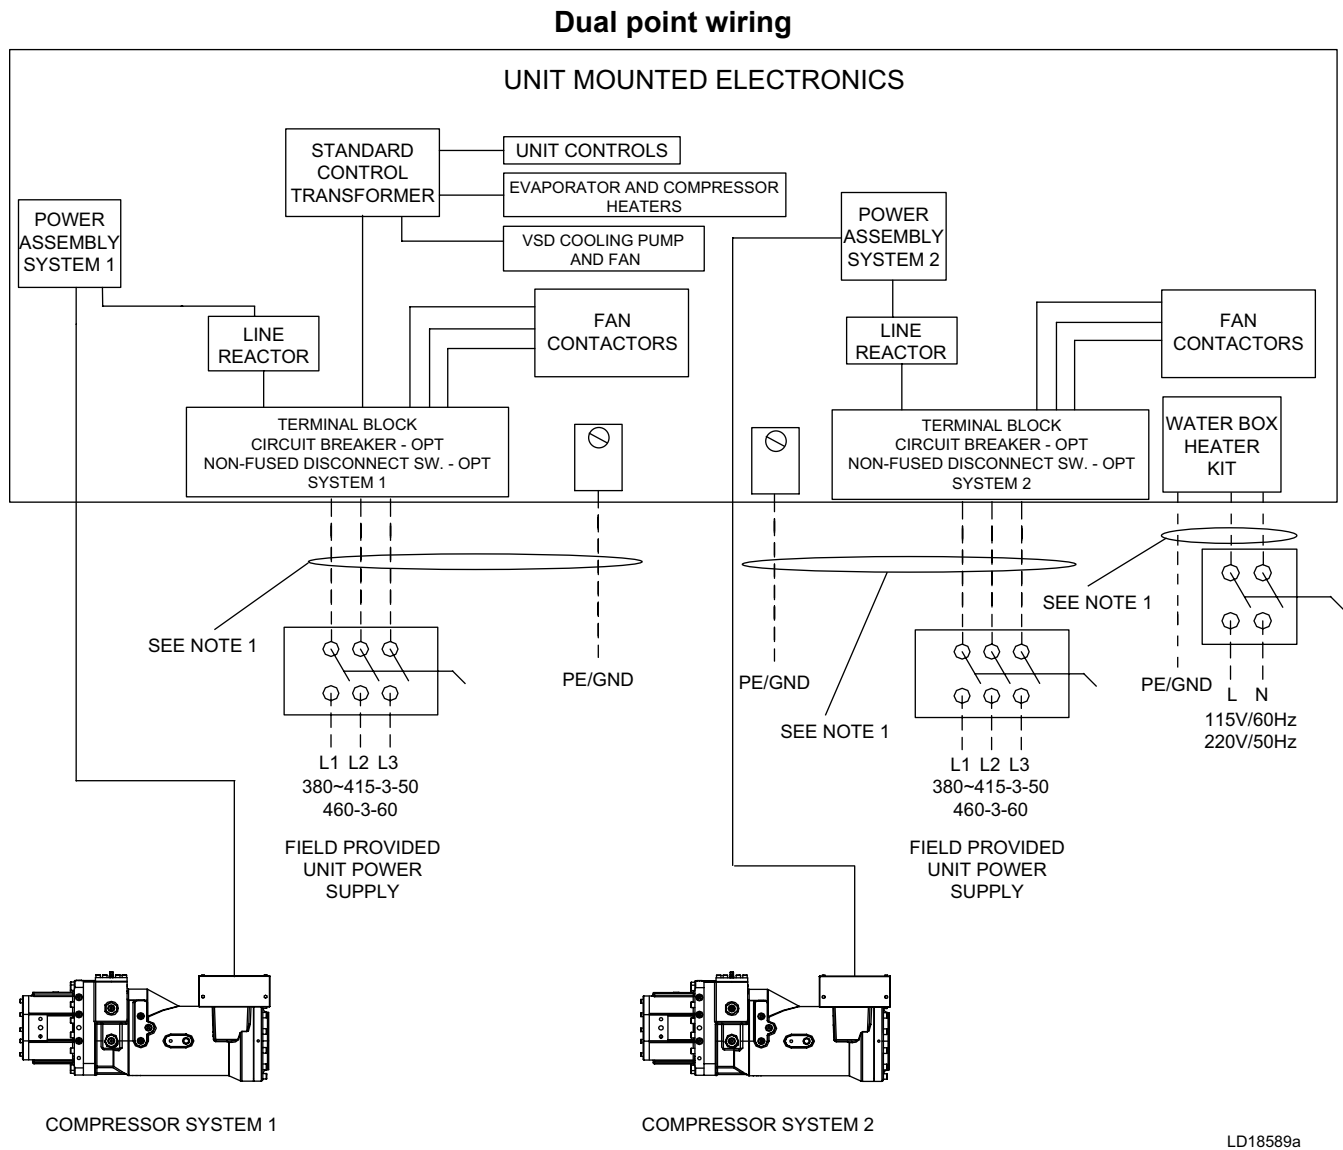 Dual point wiring
UNIT MOUNTED ELECTRONICS
STANDARD
CONTROL
TRANSFORMER
UNIT CONTROLS
EVAPORATOR AND COMPRESSOR
HEATERS
VSD COOLING PUMP
AND FAN
POWER
ASSEMBLY
SYSTEM 1
LINE
REACTOR
FAN
CONTACTORS
TERMINAL BLOCK
CIRCUIT BREAKER - OPT
NON-FUSED DISCONNECT SW. - OPT
SYSTEM 1
POWER
ASSEMBLY
SYSTEM 2
LINE
REACTOR
FAN
CONTACTORS
TERMINAL BLOCK
CIRCUIT BREAKER - OPT
NON-FUSED DISCONNECT SW. - OPT
SYSTEM 2
WATER BOX
HEATER
KIT
SEE NOTE 1
PE/GND
L1 L2 L3
380~415-3-50
460-3-60
FIELD PROVIDED
UNIT POWER
SUPPLY
PE/GND
SEE NOTE 1
L1 L2 L3
380~415-3-50
460-3-60
FIELD PROVIDED
UNIT POWER
SUPPLY
SEE NOTE 1
PE/GND
L N
115V/60Hz
220V/50Hz
COMPRESSOR SYSTEM 1
COMPRESSOR SYSTEM 2
LD18589a